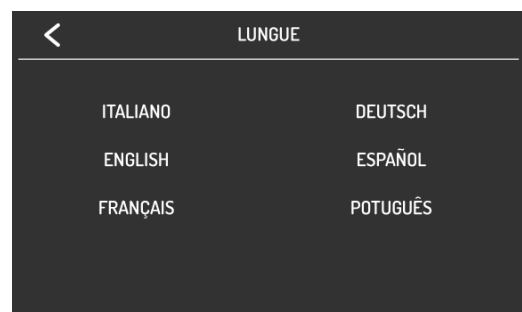 LUNGUE
ITALIANO DEUTSCH
ENGLISH ESPAÑOL
FRANÇAIS POTUGUÊS